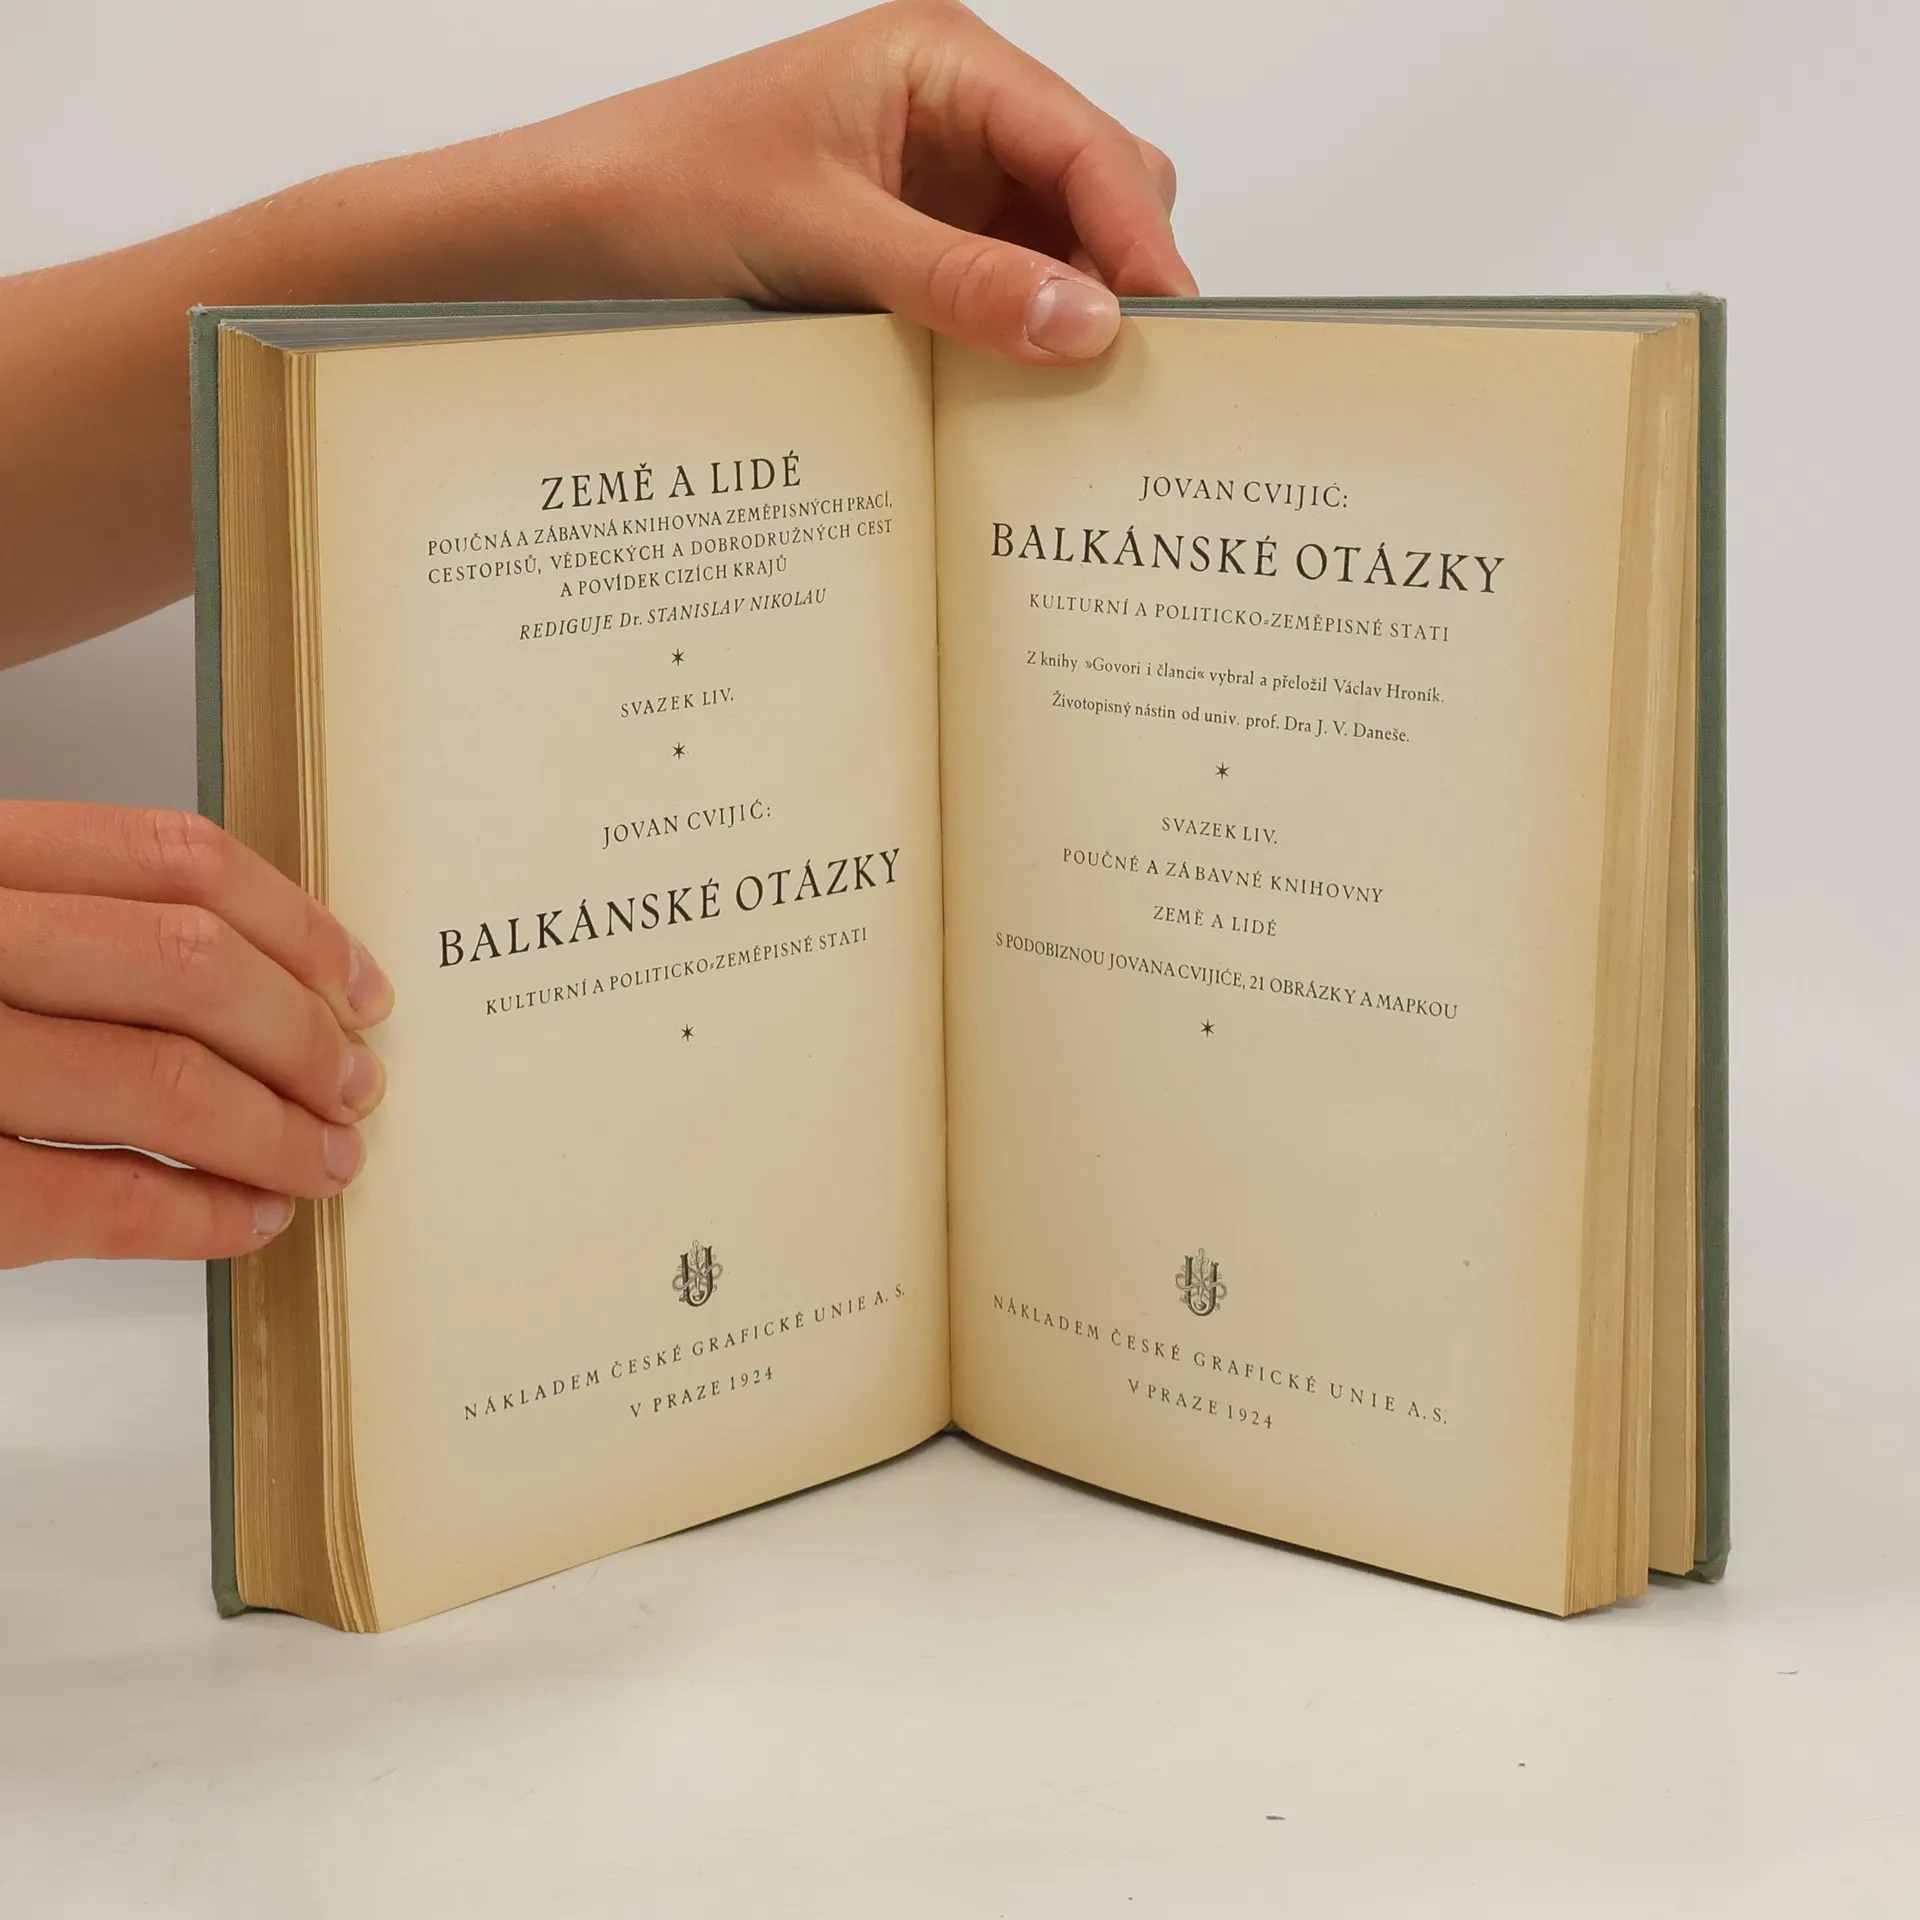 ZEMĚ A LIDÉ
POUČNÁ A ZÁBAVNÁ KNIHOVNA ZEMĚPISNÝCH PRACÍ,
CESTOPISŮ, VĚDECKÝCH A DOBRODRUŽNÝCH CEST
A POVÍDEK CIZÍCH KRAJŮ
REDIGUJE Dr. STANISLAV NIKOLAU
*
SVAZEK LIV.
*
JOVAN CVIJIĆ:
BALKÁNSKÉ OTÁZKY
KULTURNÍ A POLITICKO-ZEMĚPISNÉ STATI
*
U
NÁKLADEM ČESKÉ GRAFICKÉ UNIE A. S.
V PRAZE 1924
JOVAN CVIJIĆ:
BALKÁNSKÉ OTÁZKY
KULTURNÍ A POLITICKO-ZEMĚPISNÉ STATI
Z knihy »Govori i članci« vybral a přeložil Václav Hroník.
Životopisný nástin od univ. prof. Dra J. V. Daneše.
*
SVAZEK LIV.
POUČNÉ A ZÁBAVNÉ KNIHOVNY
ZEMĚ A LIDÉ
S PODOBIZNOU JOVANA CVIJIĆE, 21 OBRÁZKY A MAPKOU
*
U
NÁKLADEM ČESKÉ GRAFICKÉ UNIE A. S.
V PRAZE 1924